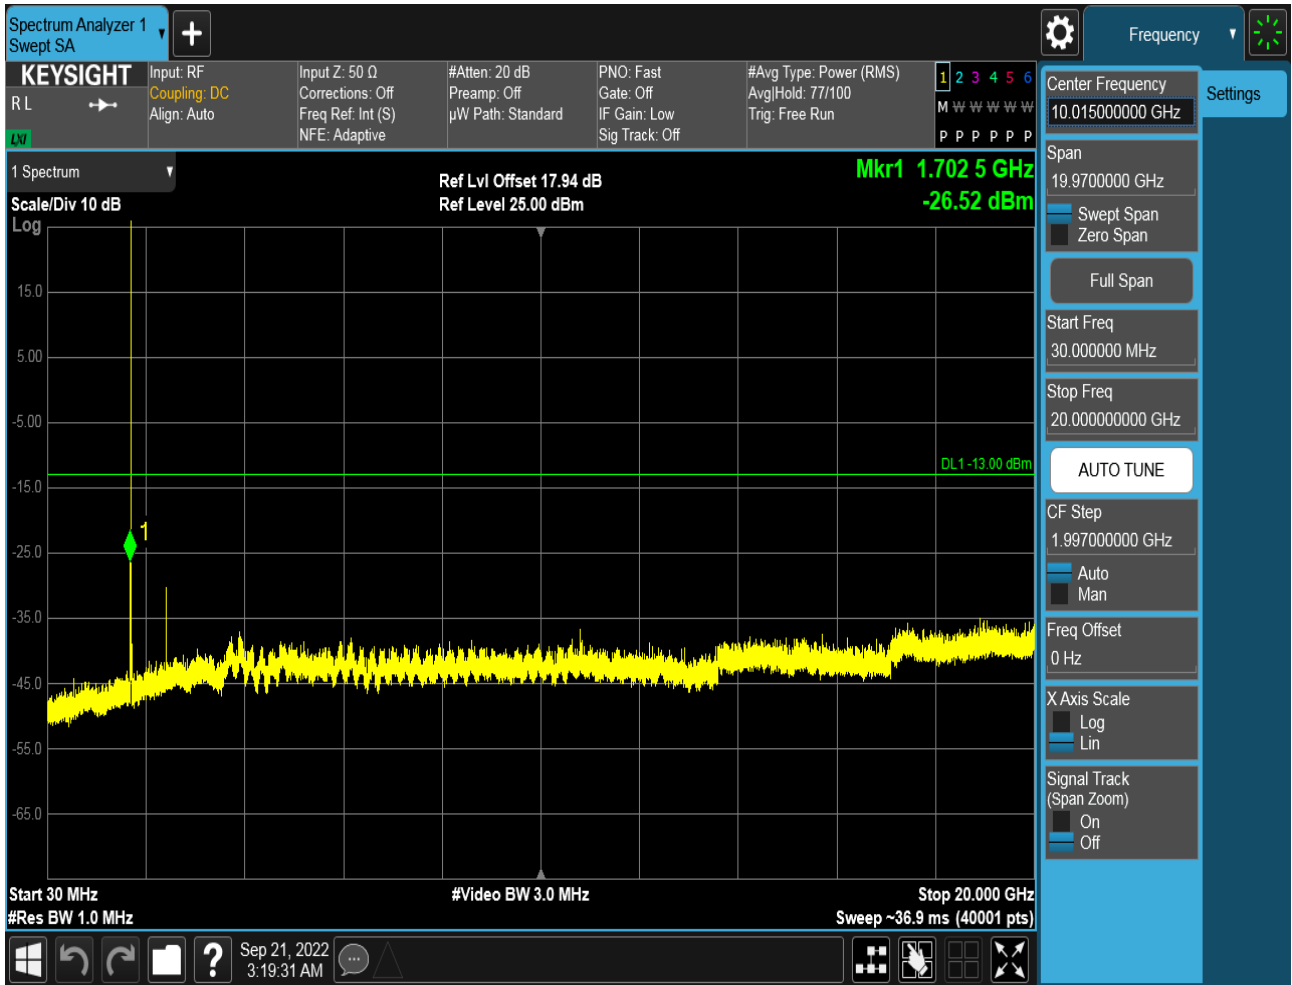 Spectrum Analyzer 1
Swept SA
Frequency
KEYSIGHT
R L
LXI
Input: RF
Coupling: DC
Align: Auto
Input Z: 50 Ω
Corrections: Off
Freq Ref: Int (S)
NFE: Adaptive
#Atten: 20 dB
Preamp: Off
µW Path: Standard
PNO: Fast
Gate: Off
IF Gain: Low
Sig Track: Off
#Avg Type: Power (RMS)
Avg|Hold: 77/100
Trig: Free Run
1 2 3 4 5 6
M W W W W W
P P P P P P
1 Spectrum
Scale/Div 10 dB
Log
Ref Lvl Offset 17.94 dB
Ref Level 25.00 dBm
Mkr1 1.702 5 GHz
-26.52 dBm
15.0
5.00
-5.00
DL1 -13.00 dBm
-15.0
1
-25.0
-35.0
-45.0
-55.0
-65.0
Start 30 MHz
#Res BW 1.0 MHz
#Video BW 3.0 MHz
Stop 20.000 GHz
Sweep ~36.9 ms (40001 pts)
Sep 21, 2022
3:19:31 AM
Center Frequency
10.015000000 GHz
Span
19.9700000 GHz
Swept Span
Zero Span
Full Span
Start Freq
30.000000 MHz
Stop Freq
20.000000000 GHz
AUTO TUNE
CF Step
1.997000000 GHz
Auto
Man
Freq Offset
0 Hz
X Axis Scale
Log
Lin
Signal Track
(Span Zoom)
On
Off
Settings